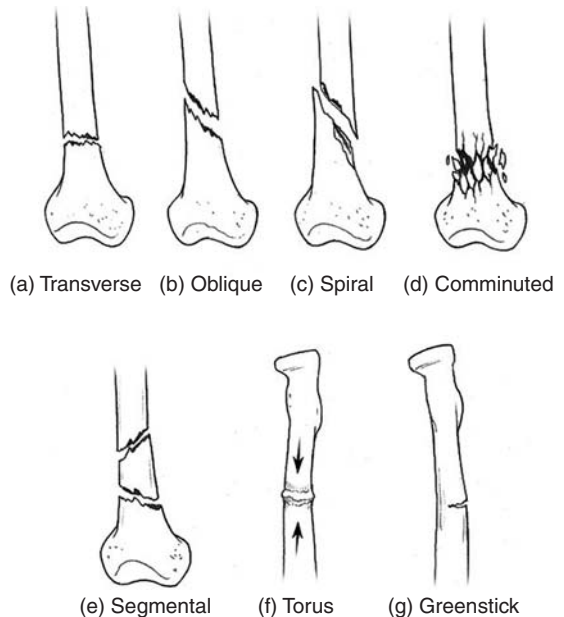 (a) Transverse (b) Oblique (c) Spiral (d) Comminuted
(e) Segmental (f) Torus (g) Greenstick